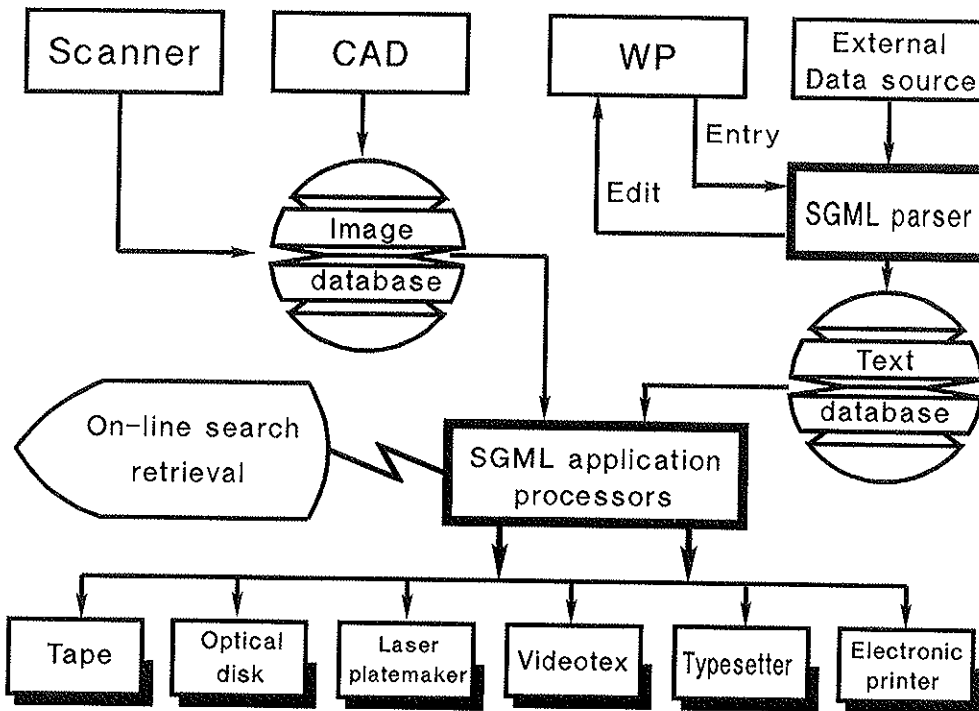 Scanner
CAD
WP
External
Data source
Entry
Edit
SGML parser
Image
database
Text
database
On-line search
retrieval
SGML application
processors
Tape
Optical
disk
Laser
platemaker
Videotex
Typesetter
Electronic
printer